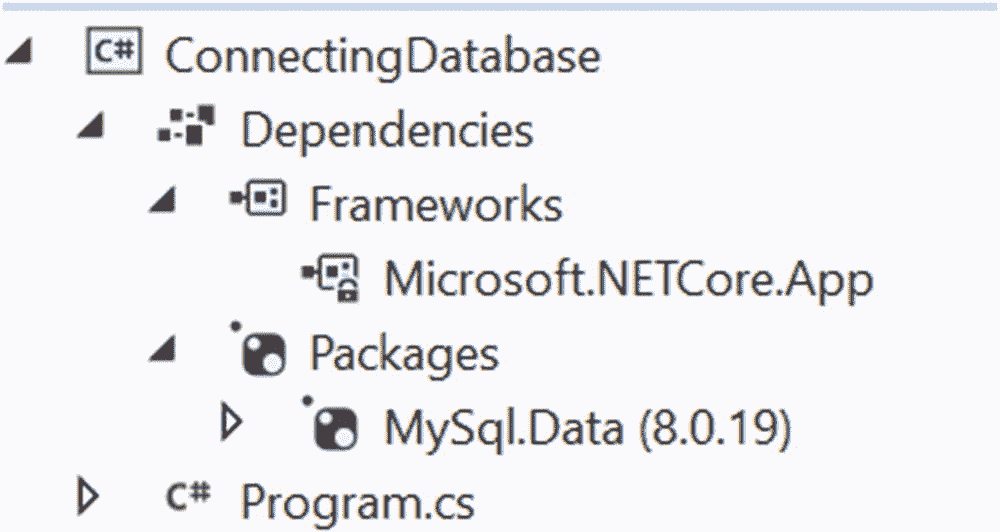 C# ConnectingDatabase
Dependencies
Frameworks
Microsoft.NETCore.App
Packages
MySql.Data (8.0.19)
C# Program.cs